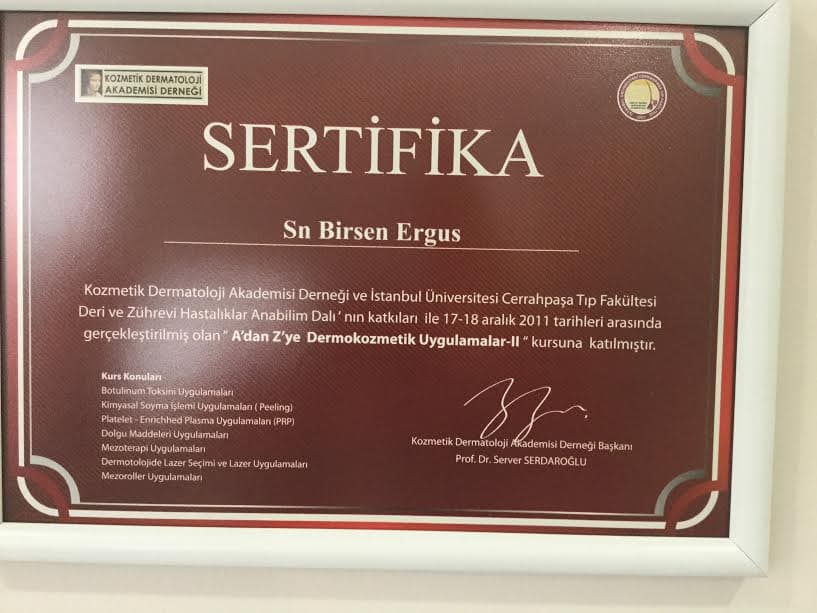 KOZMETİK DERMATOLOJİ
AKADEMİSİ DERNEĞİ
SERTİFİKA
Sn Birsen Ergus
Kozmetik Dermatoloji Akademisi Derneği ve İstanbul Üniversitesi Cerrahpaşa Tıp Fakültesi
Deri ve Zührevi Hastalıklar Anabilim Dalı ' nın katkıları ile 17-18 aralık 2011 tarihleri arasında
gerçekleştirilmiş olan " A'dan Z'ye Dermokozmetik Uygulamalar-II " kursuna katılmıştır.
Kurs Konuları
Botulinum Toksini Uygulamaları
Kimyasal Soyma İşlemi Uygulamaları ( Peeling)
Platelet - Enrichhed Plasma Uygulamaları (PRP)
Dolgu Maddeleri Uygulamaları
Mezoterapi Uygulamaları
Dermotolojide Lazer Seçimi ve Lazer Uygulamaları
Mezoroller Uygulamaları
Kozmetik Dermatoloji Akademisi Derneği Başkanı
Prof. Dr. Server SERDAROĞLU